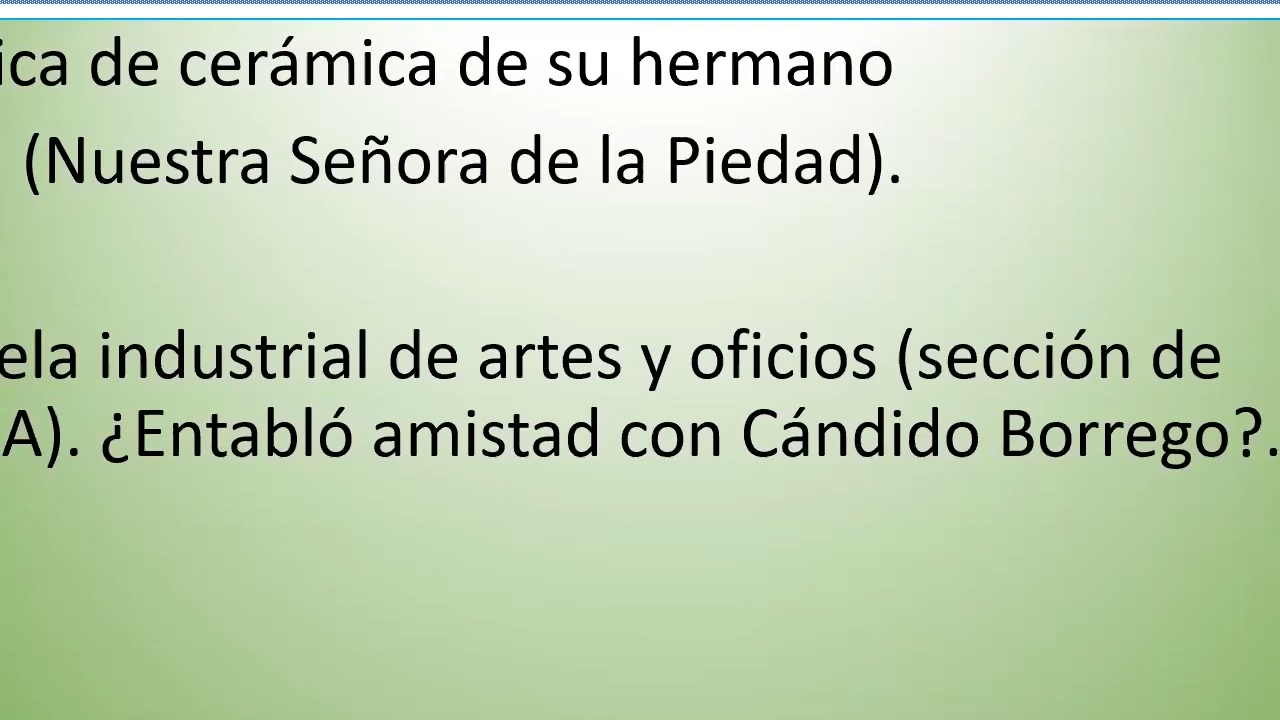 ica de cerámica de su hermano
(Nuestra Señora de la Piedad).
ela industrial de artes y oficios (sección de
A). ¿Entabló amistad con Cándido Borrego?.